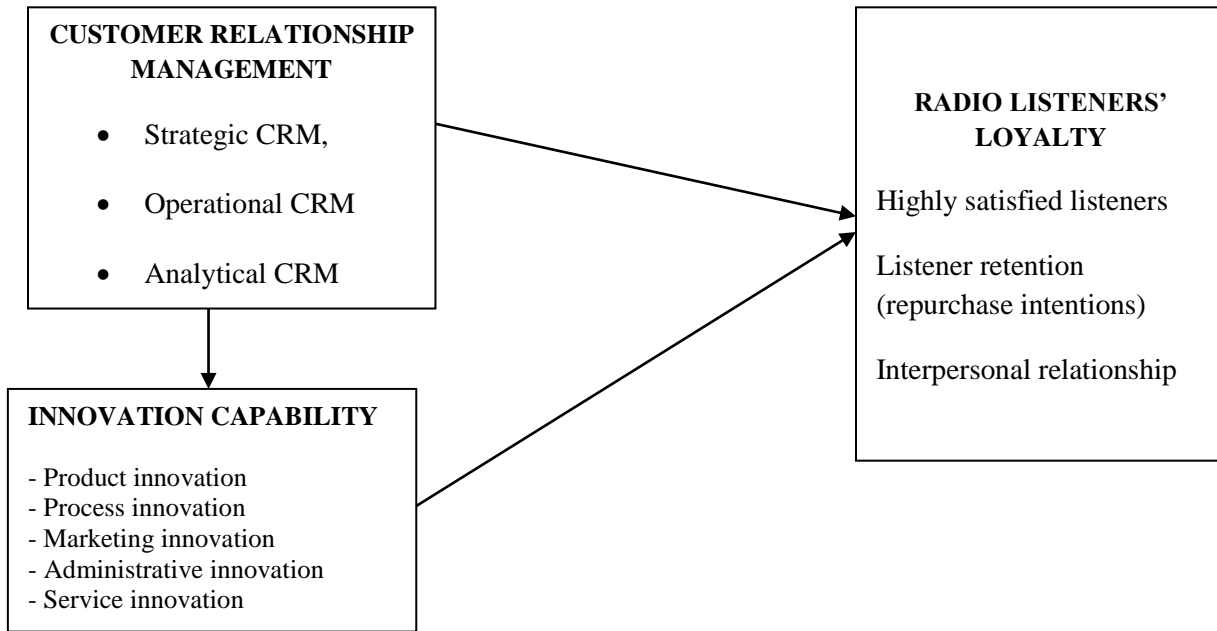 CUSTOMER RELATIONSHIP
MANAGEMENT
• Strategic CRM,
• Operational CRM
• Analytical CRM
INNOVATION CAPABILITY
- Product innovation
- Process innovation
- Marketing innovation
- Administrative innovation
- Service innovation
RADIO LISTENERS’
LOYALTY
Highly satisfied listeners
Listener retention
(repurchase intentions)
Interpersonal relationship